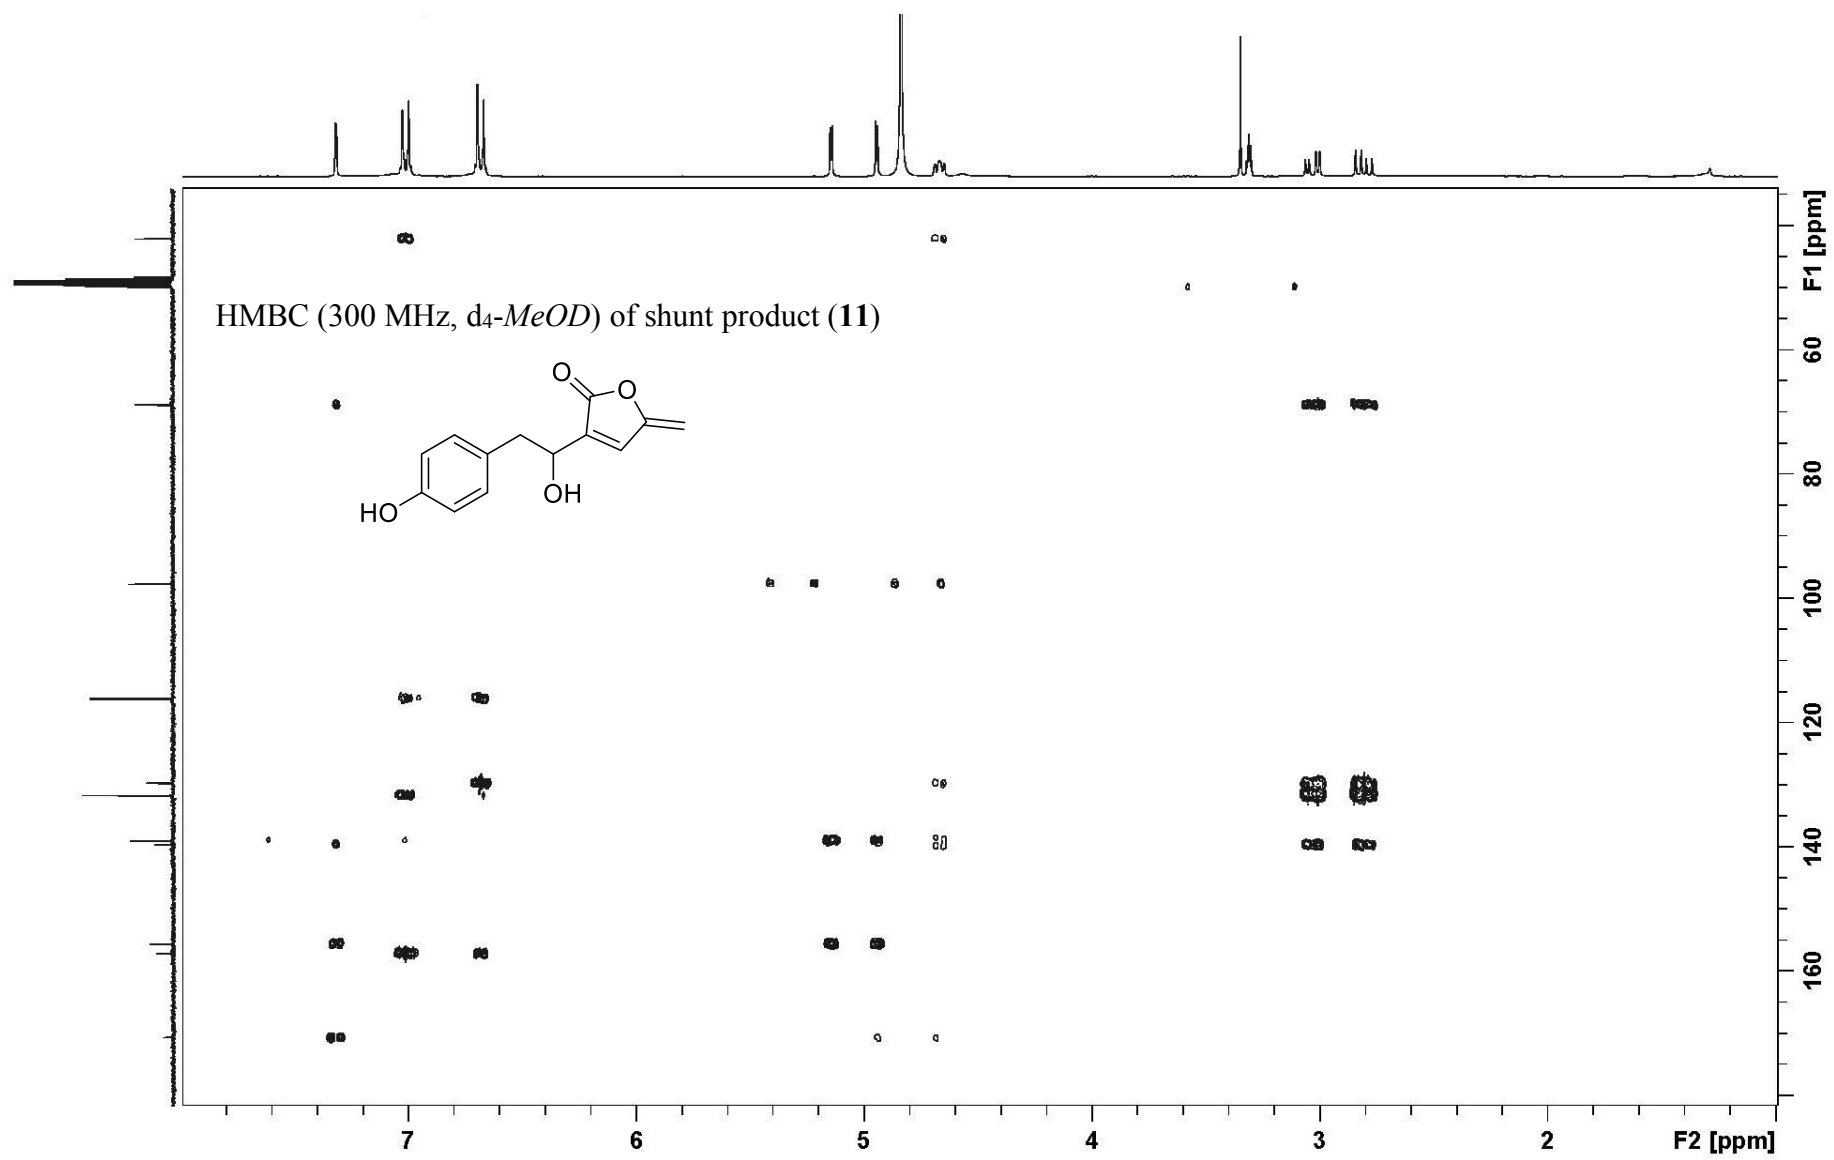 HMBC (300 MHz, d₄-MeOD) of shunt product (11)
O
O
OH
HO
F1 [ppm]
60
80
100
120
140
160
7
6
5
4
3
2
F2 [ppm]